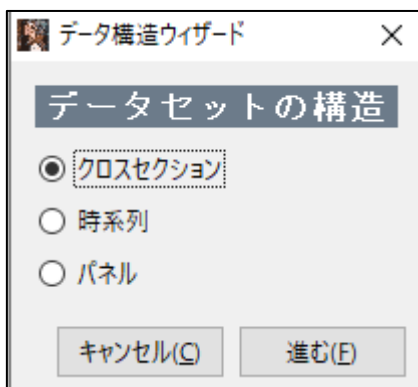 データ構造ウィザード
データセットの構造
クロスセクション
時系列
パネル
キャンセル(C) 進む(F)